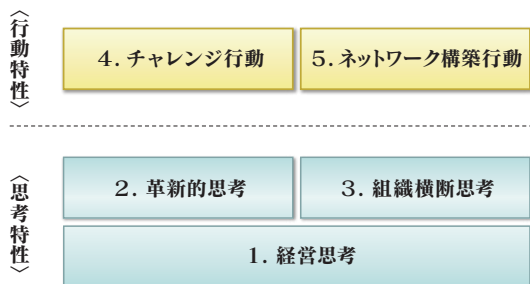 〈行動特性〉
4. チャレンジ行動
5. ネットワーク構築行動
〈思考特性〉
2. 革新的思考
3. 組織横断思考
1. 経営思考